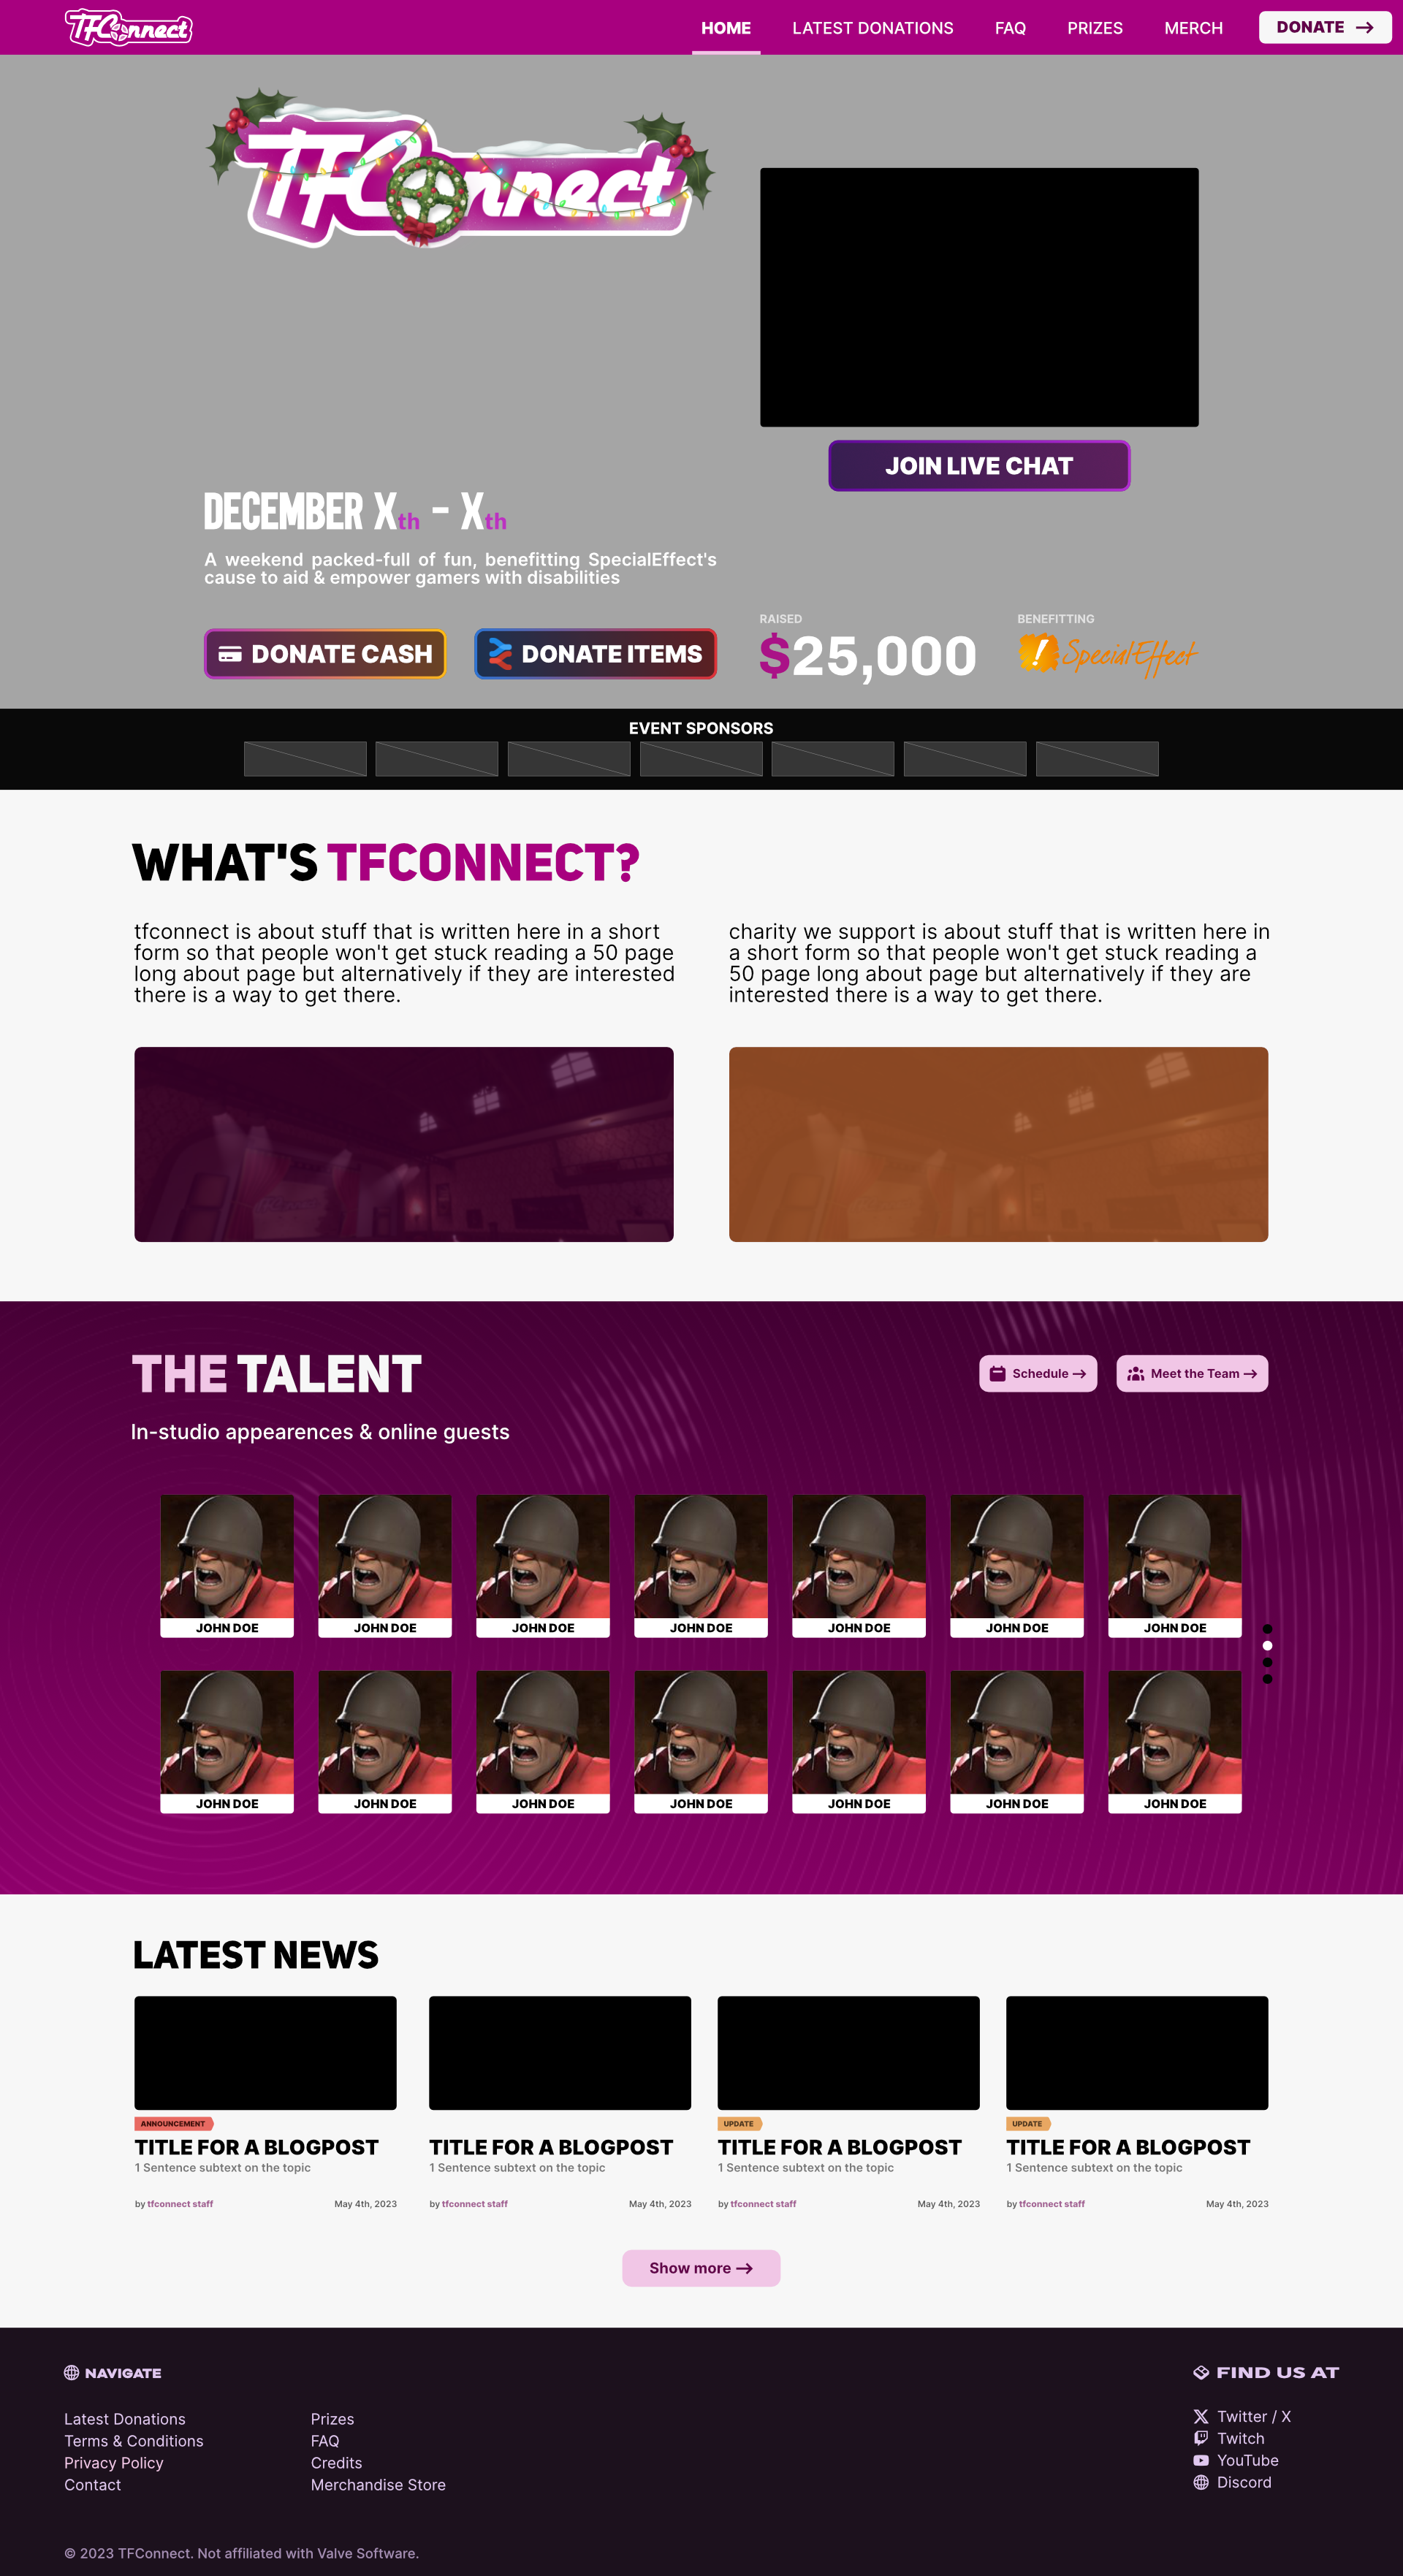 TFConnect
HOME
LATEST DONATIONS
FAQ
PRIZES
MERCH
DONATE →
TFConnect
JOIN LIVE CHAT
DECEMBER Xth - Xth
A weekend packed-full of fun, benefitting SpecialEffect's
cause to aid & empower gamers with disabilities
DONATE CASH
DONATE ITEMS
RAISED
$25,000
BENEFITTING
! SpecialEffect
EVENT SPONSORS
WHAT'S TFCONNECT?
tfconnect is about stuff that is written here in a short
form so that people won't get stuck reading a 50 page
long about page but alternatively if they are interested
there is a way to get there.
charity we support is about stuff that is written here in
a short form so that people won't get stuck reading a
50 page long about page but alternatively if they are
interested there is a way to get there.
THE TALENT
Schedule →
Meet the Team →
In-studio appearences & online guests
JOHN DOE
JOHN DOE
JOHN DOE
JOHN DOE
JOHN DOE
JOHN DOE
JOHN DOE
JOHN DOE
JOHN DOE
JOHN DOE
JOHN DOE
JOHN DOE
JOHN DOE
JOHN DOE
LATEST NEWS
ANNOUNCEMENT
TITLE FOR A BLOGPOST
1 Sentence subtext on the topic
by tfconnect staff
May 4th, 2023
TITLE FOR A BLOGPOST
1 Sentence subtext on the topic
by tfconnect staff
May 4th, 2023
UPDATE
TITLE FOR A BLOGPOST
1 Sentence subtext on the topic
by tfconnect staff
May 4th, 2023
UPDATE
TITLE FOR A BLOGPOST
1 Sentence subtext on the topic
by tfconnect staff
May 4th, 2023
Show more →
NAVIGATE
Latest Donations
Terms & Conditions
Privacy Policy
Contact
Prizes
FAQ
Credits
Merchandise Store
FIND US AT
Twitter / X
Twitch
YouTube
Discord
© 2023 TFConnect. Not affiliated with Valve Software.